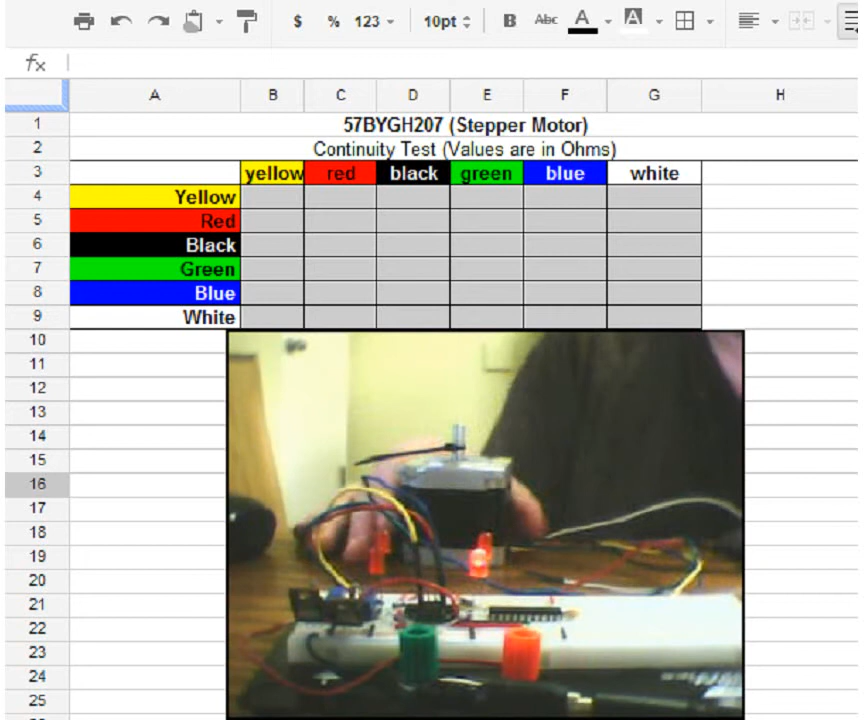 $ % 123 10pt B Abc A A
fx
A B C D E F G H
1 57BYGH207 (Stepper Motor)
2 Continuity Test (Values are in Ohms)
3 yellow red black green blue white
4 Yellow
5 Red
6 Black
7 Green
8 Blue
9 White
10
11
12
13
14
15
16
17
18
19
20
21
22
23
24
25